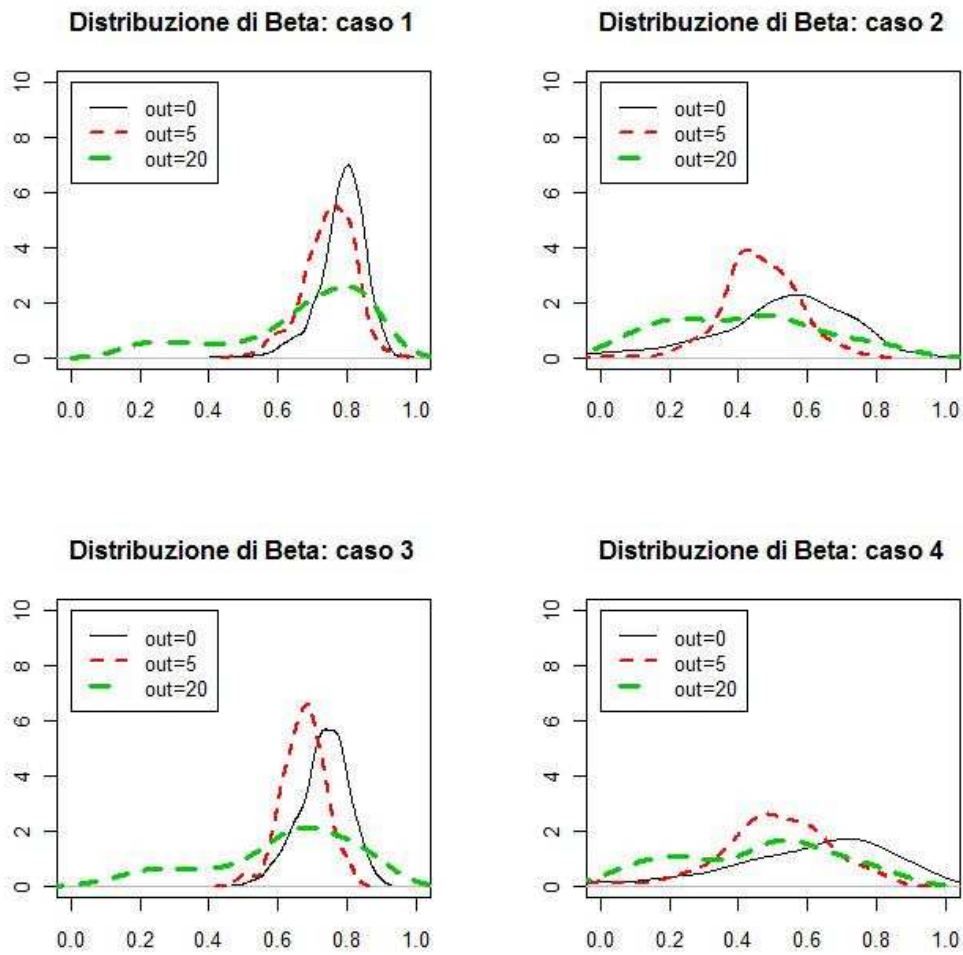 Distribuzione di Beta: caso 1
10
8
6
4
2
0
out=0
out=5
out=20
0.0 0.2 0.4 0.6 0.8 1.0
Distribuzione di Beta: caso 2
10
8
6
4
2
0
out=0
out=5
out=20
0.0 0.2 0.4 0.6 0.8 1.0
Distribuzione di Beta: caso 3
10
8
6
4
2
0
out=0
out=5
out=20
0.0 0.2 0.4 0.6 0.8 1.0
Distribuzione di Beta: caso 4
10
8
6
4
2
0
out=0
out=5
out=20
0.0 0.2 0.4 0.6 0.8 1.0